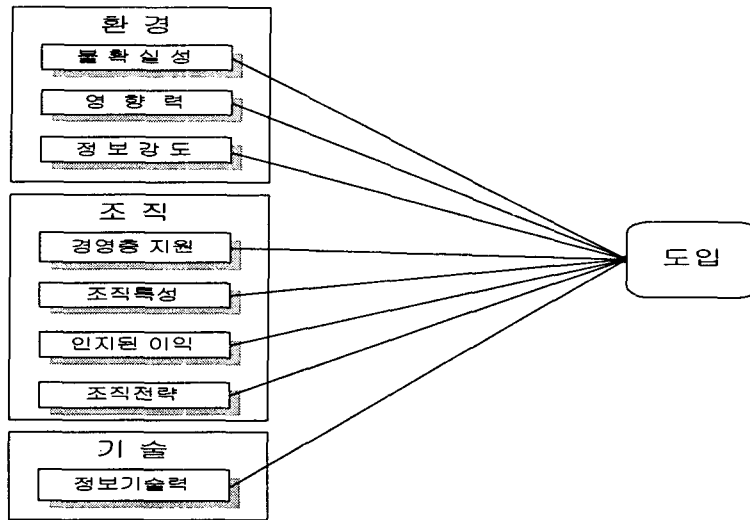 환 경
불 확 실 성
영 향 력
정 보 강 도
조 직
경영층 지원
조직특성
인지된 이익
조직전략
기 술
정보기술력
도입